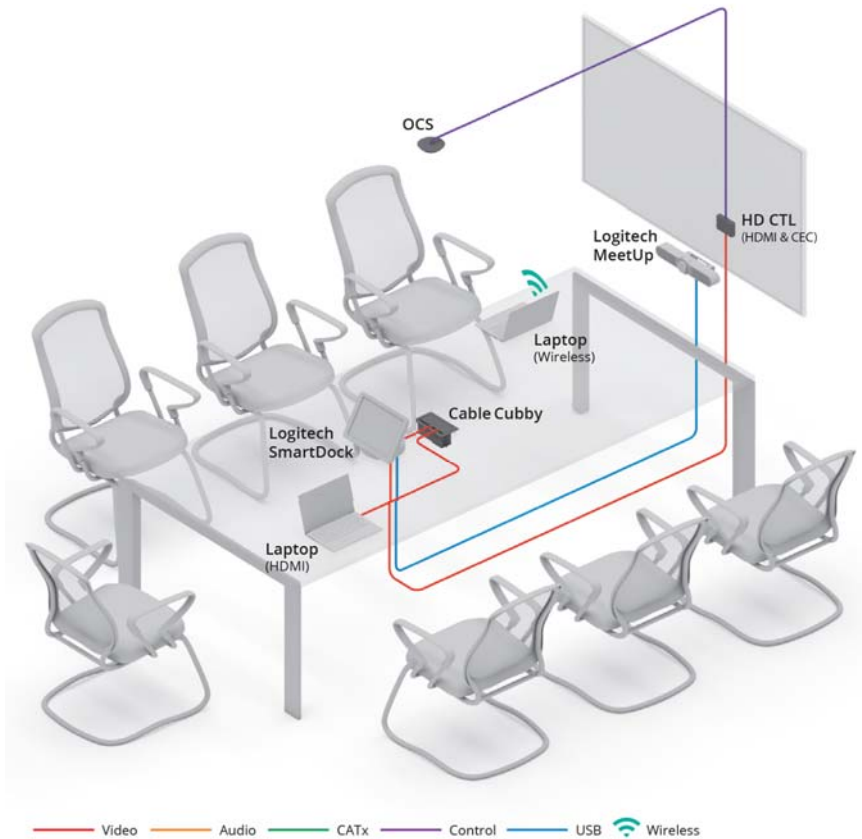 OCS
HD CTL
(HDMI & CEC)
Logitech
MeetUp
Laptop
(Wireless)
Cable Cubby
Logitech
SmartDock
Laptop
(HDMI)
Video Audio CATx Control USB Wireless